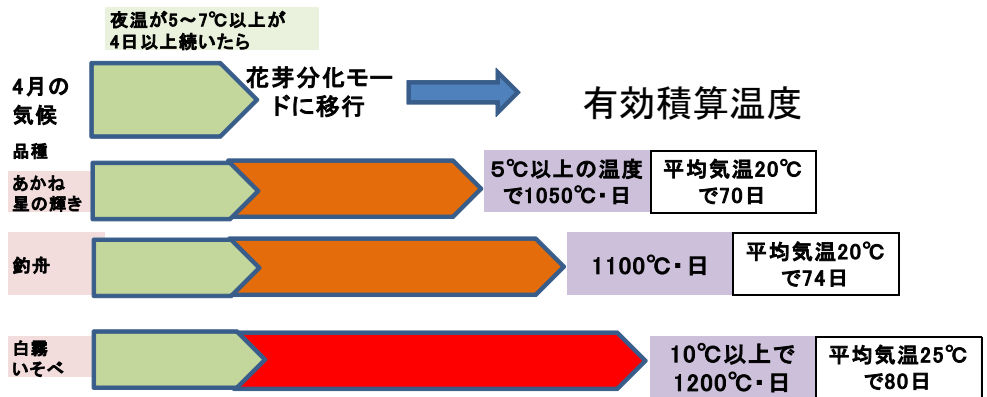 夜温が5～7℃以上が
4日以上続いたら
4月の
気候
花芽分化モー
ドに移行
有効積算温度
品種
あかね
星の輝き
5℃以上の温度
で1050℃・日
平均気温20℃
で70日
釣舟
1100℃・日
平均気温20℃
で74日
白霧
いそべ
10℃以上で
1200℃・日
平均気温25℃
で80日